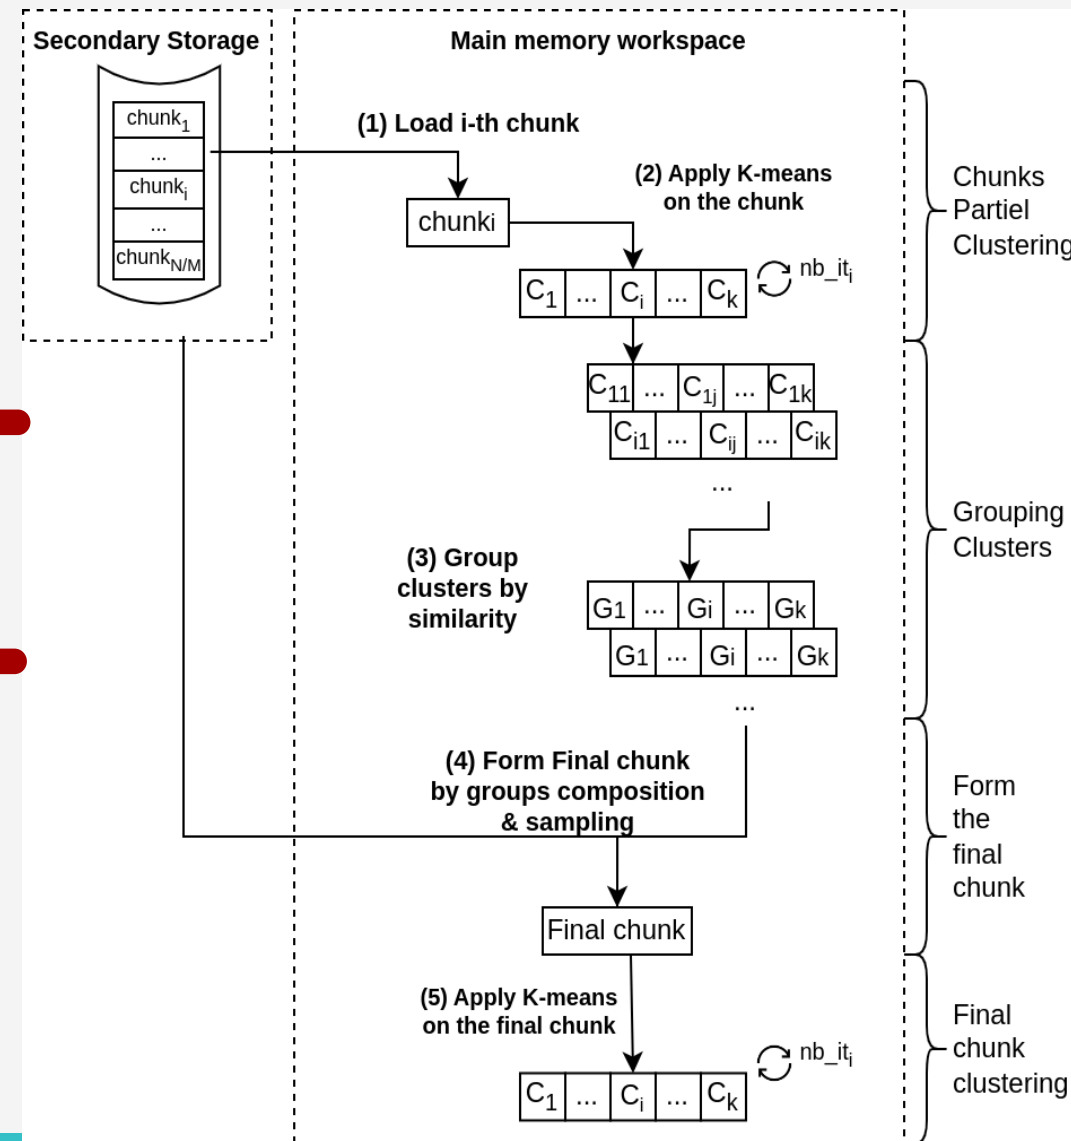 Secondary Storage
Main memory workspace
chunk1
...
chunki
...
chunkN/M
(1) Load i-th chunk
chunki
(2) Apply K-means
on the chunk
C1 ... Ci ... Ck
nb_iti
Chunks
Partiel
Clustering
C11 ... C1j ... C1k
Ci1 ... Cij ... Cik
...
(3) Group
clusters by
similarity
G1 ... Gi ... Gk
G1 ... Gi ... Gk
...
Grouping
Clusters
(4) Form Final chunk
by groups composition
& sampling
Final chunk
Form
the
final
chunk
(5) Apply K-means
on the final chunk
C1 ... Ci ... Ck
nb_iti
Final
chunk
clustering